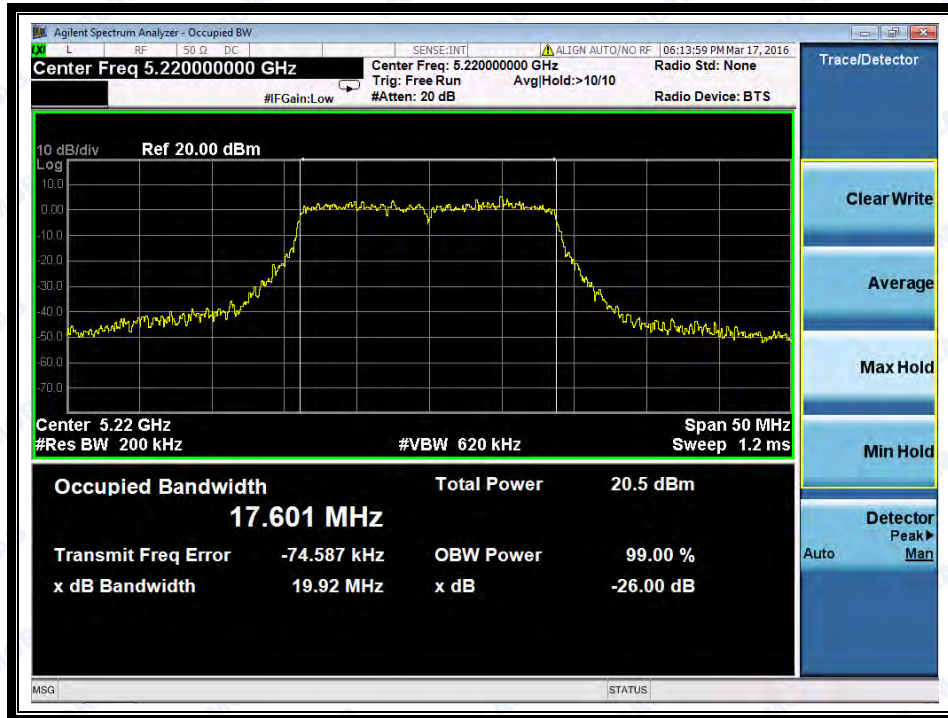 Agilent Spectrum Analyzer - Occupied BW
LXI L RF 50 Ω DC SENSE:INT ALIGN AUTO/NO RF 06:13:59 PM Mar 17, 2016
Center Freq 5.220000000 GHz
Center Freq: 5.220000000 GHz
Radio Std: None
Trig: Free Run Avg|Hold:>10/10
#IFGain:Low #Atten: 20 dB Radio Device: BTS
10 dB/div Ref 20.00 dBm
Log
10.0
0.00
-10.0
-20.0
-30.0
-40.0
-50.0
-60.0
-70.0
Center 5.22 GHz Span 50 MHz
#Res BW 200 kHz #VBW 620 kHz Sweep 1.2 ms
Occupied Bandwidth Total Power 20.5 dBm
17.601 MHz
Transmit Freq Error -74.587 kHz OBW Power 99.00 %
x dB Bandwidth 19.92 MHz x dB -26.00 dB
MSG STATUS
Trace/Detector
Clear Write
Average
Max Hold
Min Hold
Detector
Peak▶
Auto Man